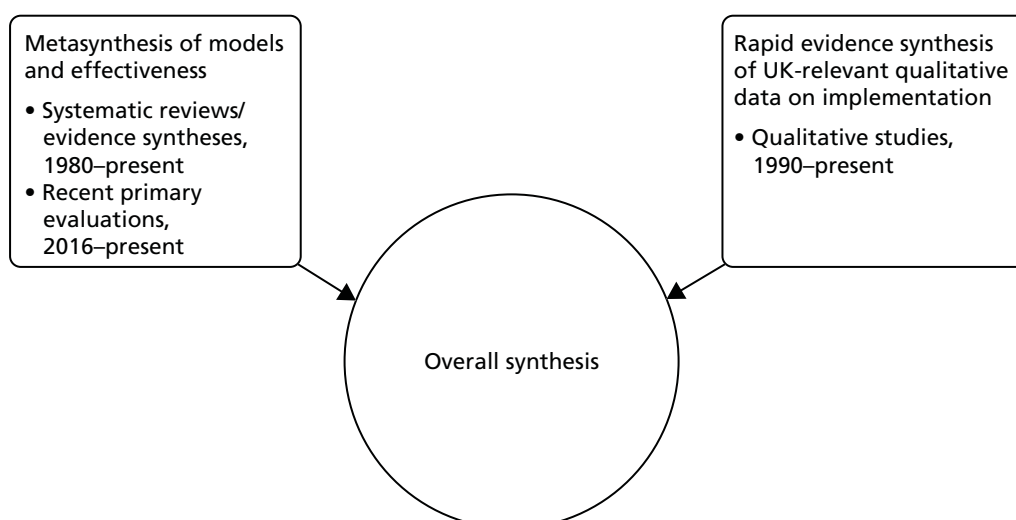 Metasynthesis of models
and effectiveness
• Systematic reviews/
evidence syntheses,
1980–present
• Recent primary
evaluations,
2016–present
Rapid evidence synthesis
of UK-relevant qualitative
data on implementation
• Qualitative studies,
1990–present
Overall synthesis